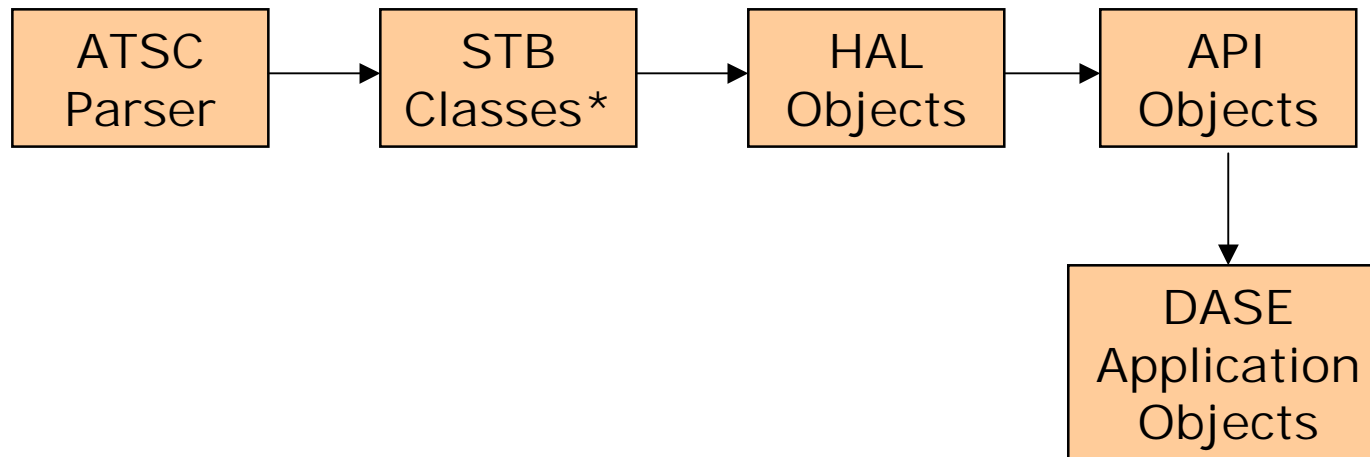 ATSC
Parser
STB
Classes*
HAL
Objects
API
Objects
DASE
Application
Objects